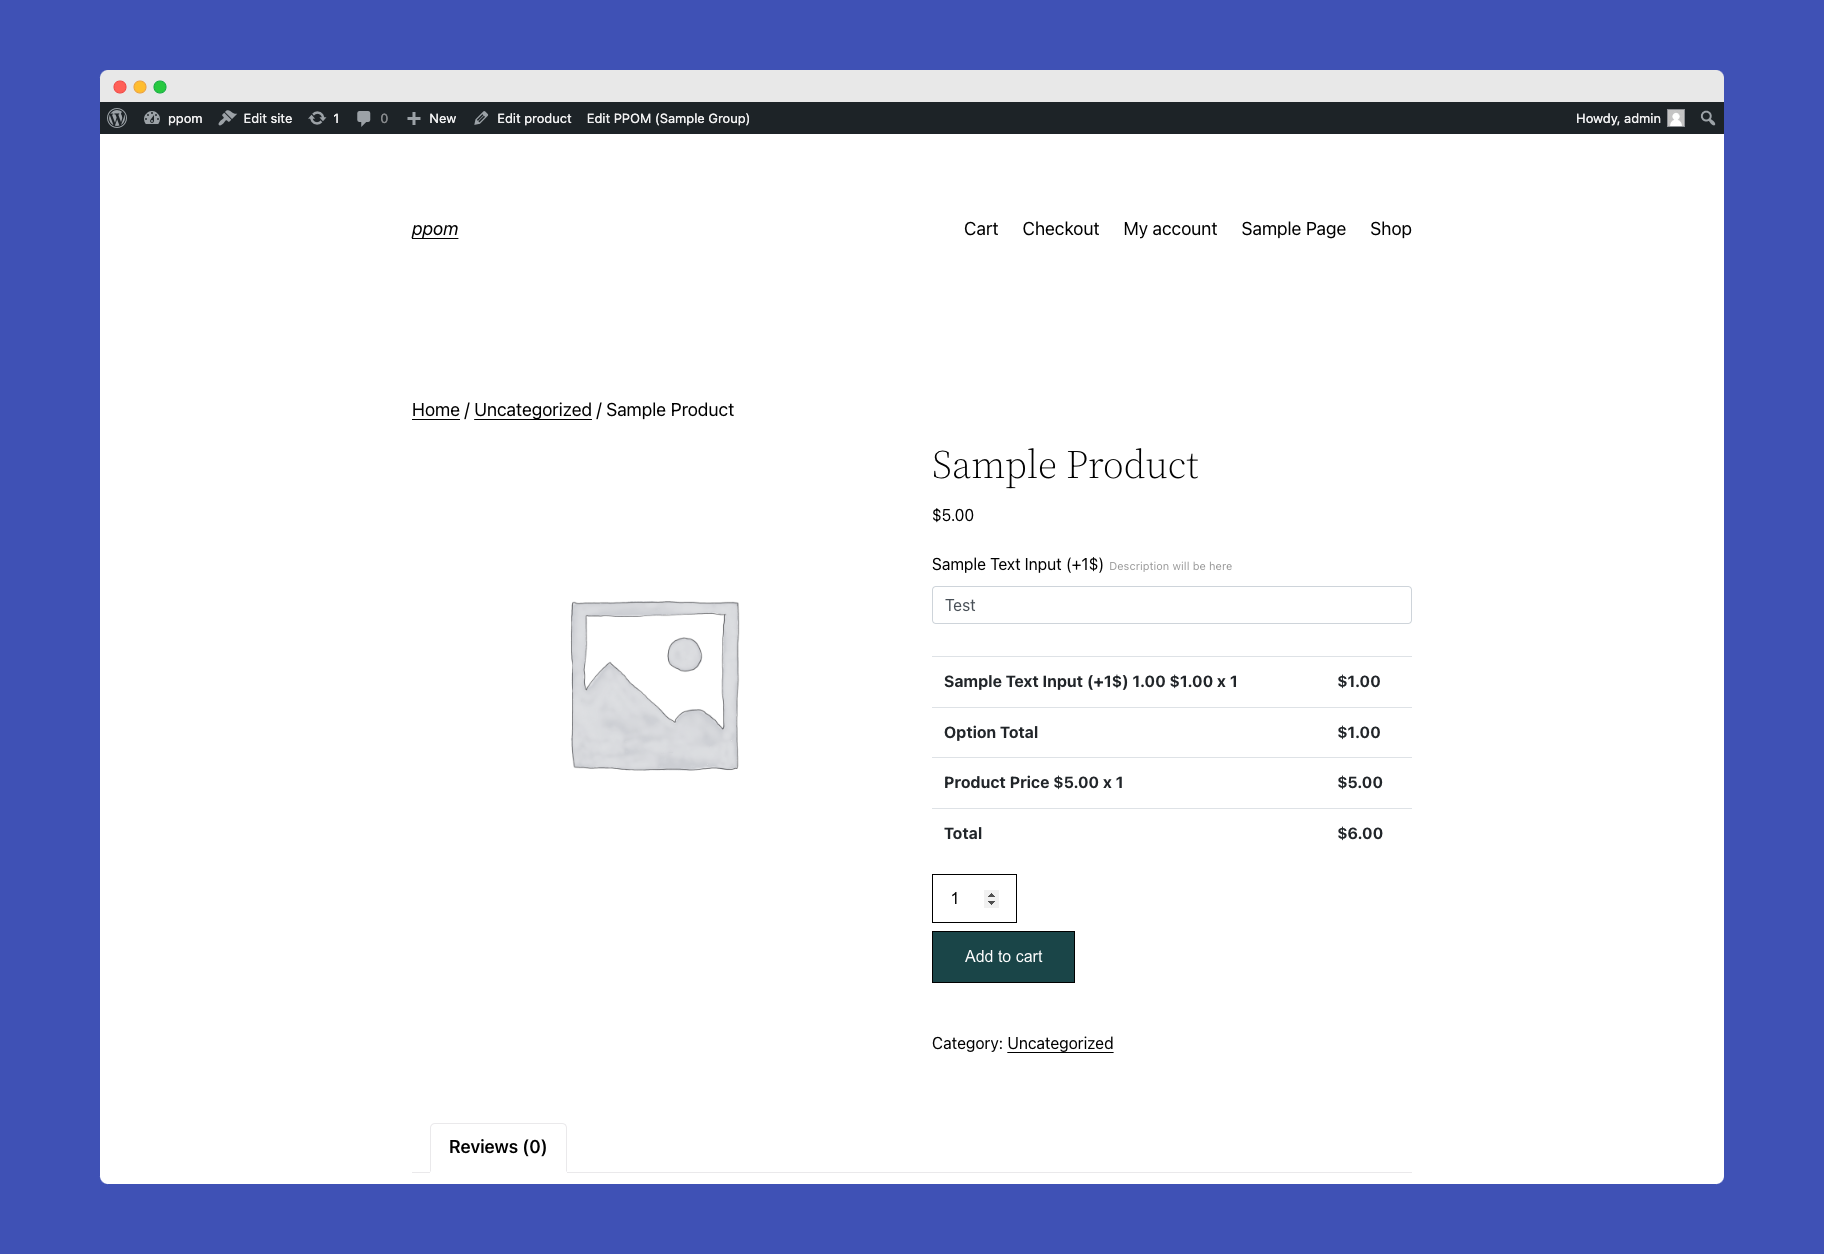 ppom Edit site 1 0 New Edit product Edit PPOM (Sample Group) Howdy, admin
ppom Cart Checkout My account Sample Page Shop
Home / Uncategorized / Sample Product
Sample Product
$5.00
Sample Text Input (+1$) Description will be here
Test
Sample Text Input (+1$) 1.00 $1.00 x 1 $1.00
Option Total $1.00
Product Price $5.00 x 1 $5.00
Total $6.00
1
Add to cart
Category: Uncategorized
Reviews (0)